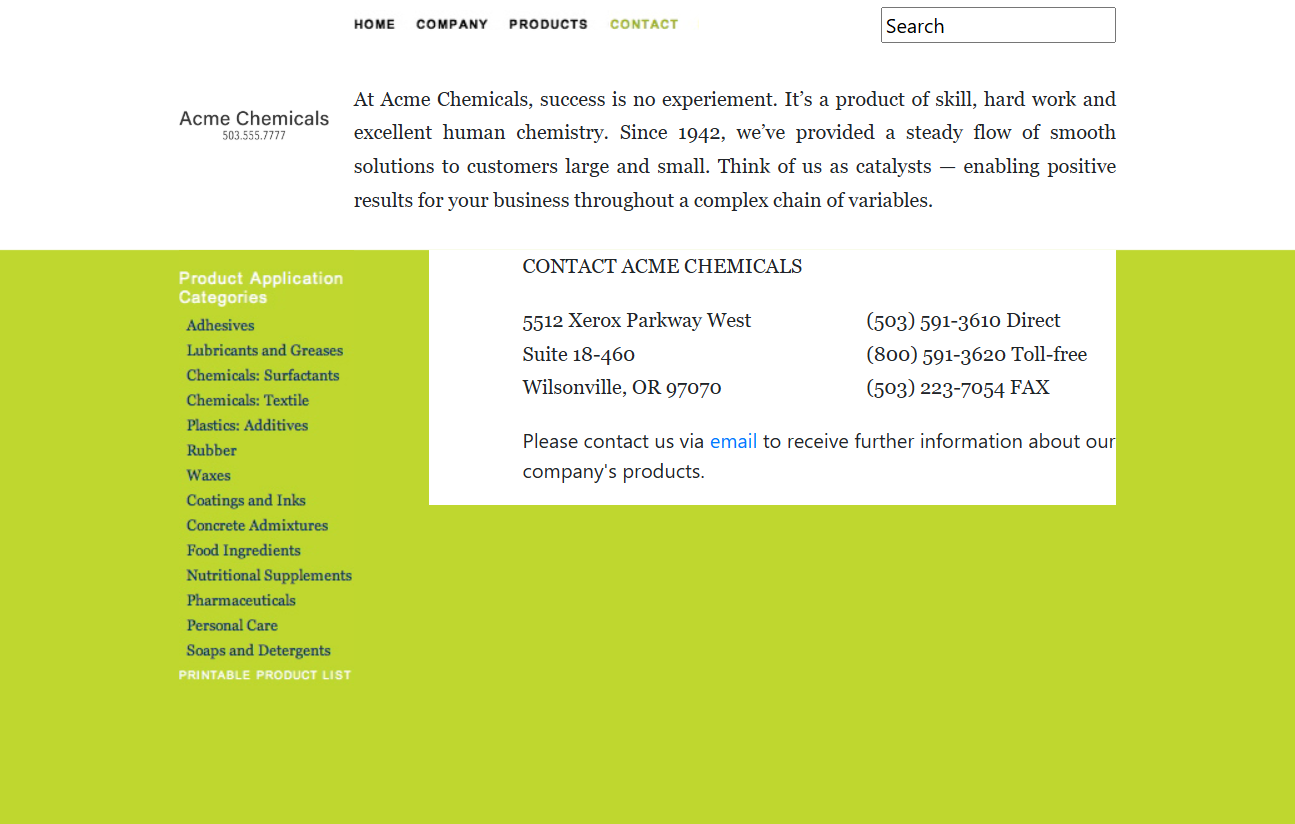 HOME COMPANY PRODUCTS CONTACT Search
Acme Chemicals
503.555.7777
At Acme Chemicals, success is no experiement. It’s a product of skill, hard work and
excellent human chemistry. Since 1942, we’ve provided a steady flow of smooth
solutions to customers large and small. Think of us as catalysts — enabling positive
results for your business throughout a complex chain of variables.
Product Application
Categories
Adhesives
Lubricants and Greases
Chemicals: Surfactants
Chemicals: Textile
Plastics: Additives
Rubber
Waxes
Coatings and Inks
Concrete Admixtures
Food Ingredients
Nutritional Supplements
Pharmaceuticals
Personal Care
Soaps and Detergents
PRINTABLE PRODUCT LIST
CONTACT ACME CHEMICALS
5512 Xerox Parkway West
Suite 18-460
Wilsonville, OR 97070
(503) 591-3610 Direct
(800) 591-3620 Toll-free
(503) 223-7054 FAX
Please contact us via email to receive further information about our
company's products.